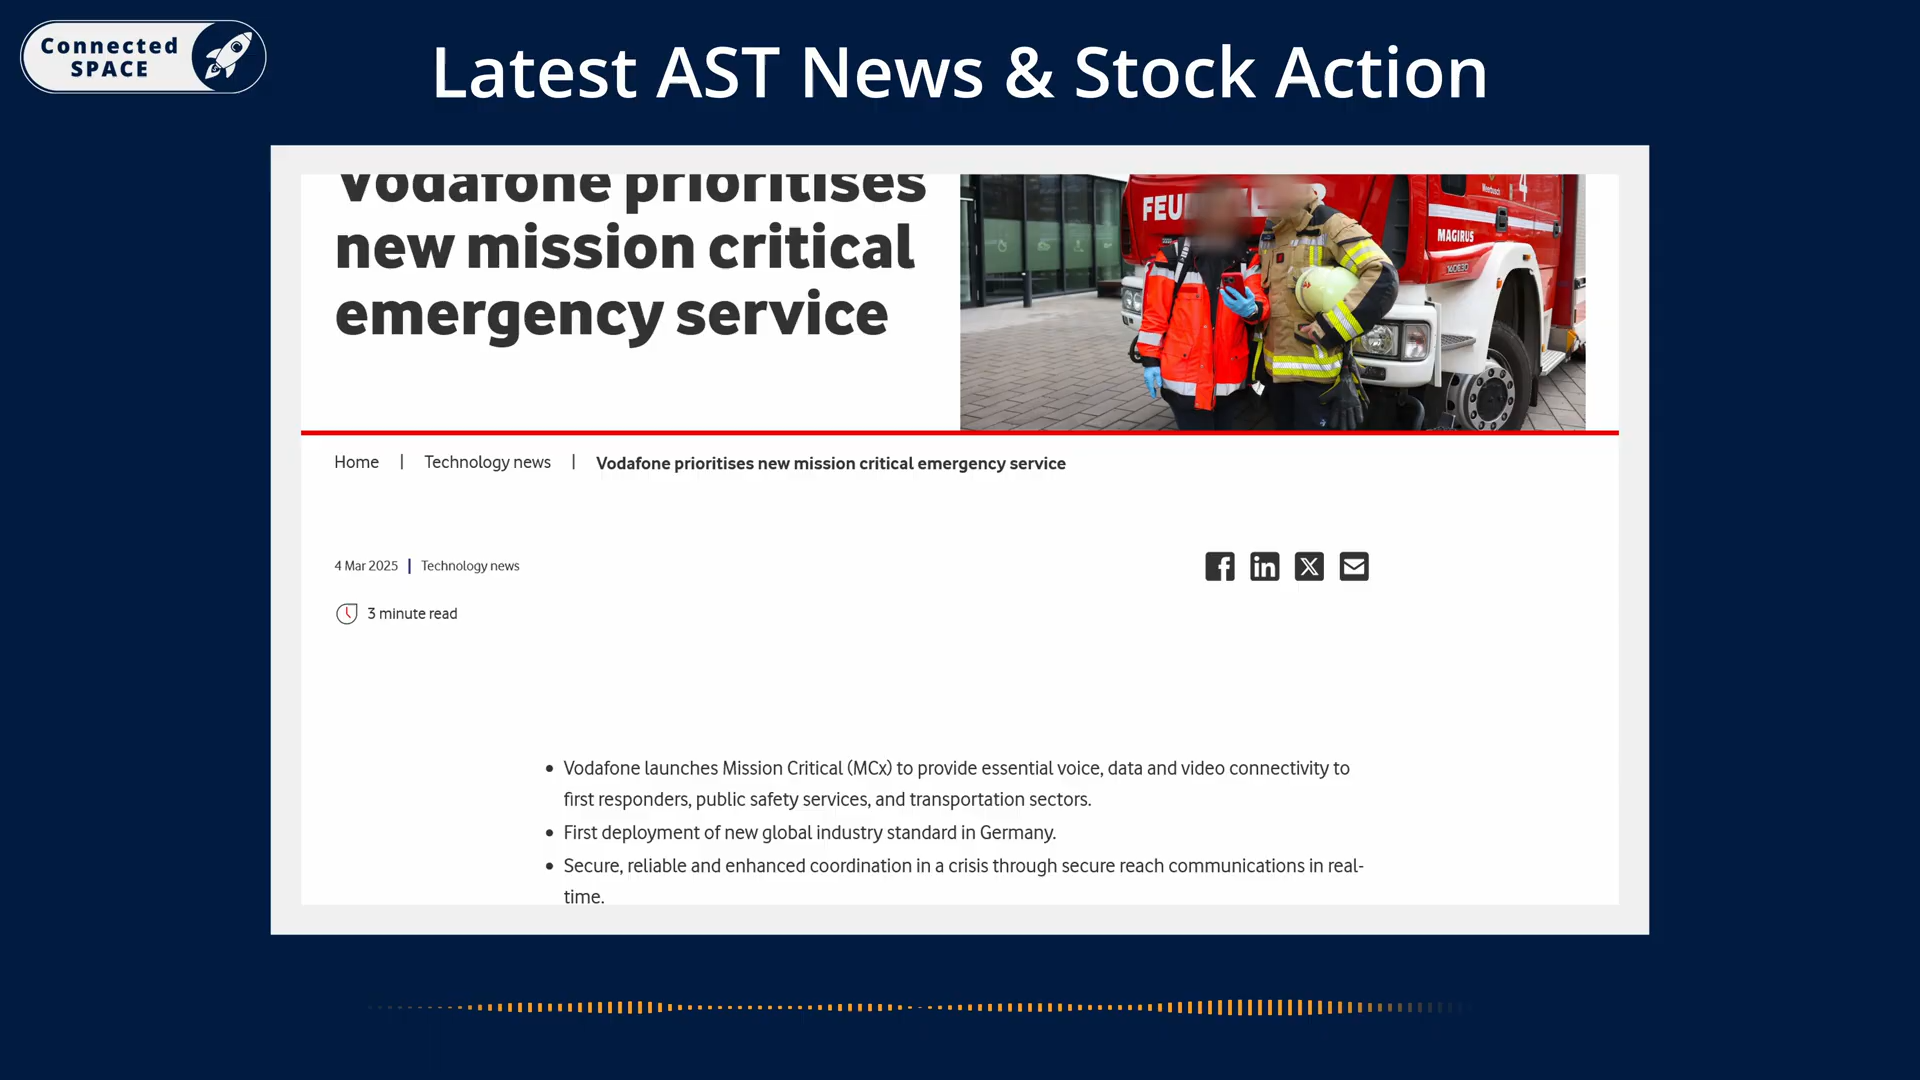 Connected
SPACE
Latest AST News & Stock Action
Vodafone prioritises
new mission critical
emergency service
FEU
MAGIRUS
4
Home | Technology news | Vodafone prioritises new mission critical emergency service
4 Mar 2025 | Technology news
3 minute read
• Vodafone launches Mission Critical (MCx) to provide essential voice, data and video connectivity to
first responders, public safety services, and transportation sectors.
• First deployment of new global industry standard in Germany.
• Secure, reliable and enhanced coordination in a crisis through secure reach communications in real-
time.